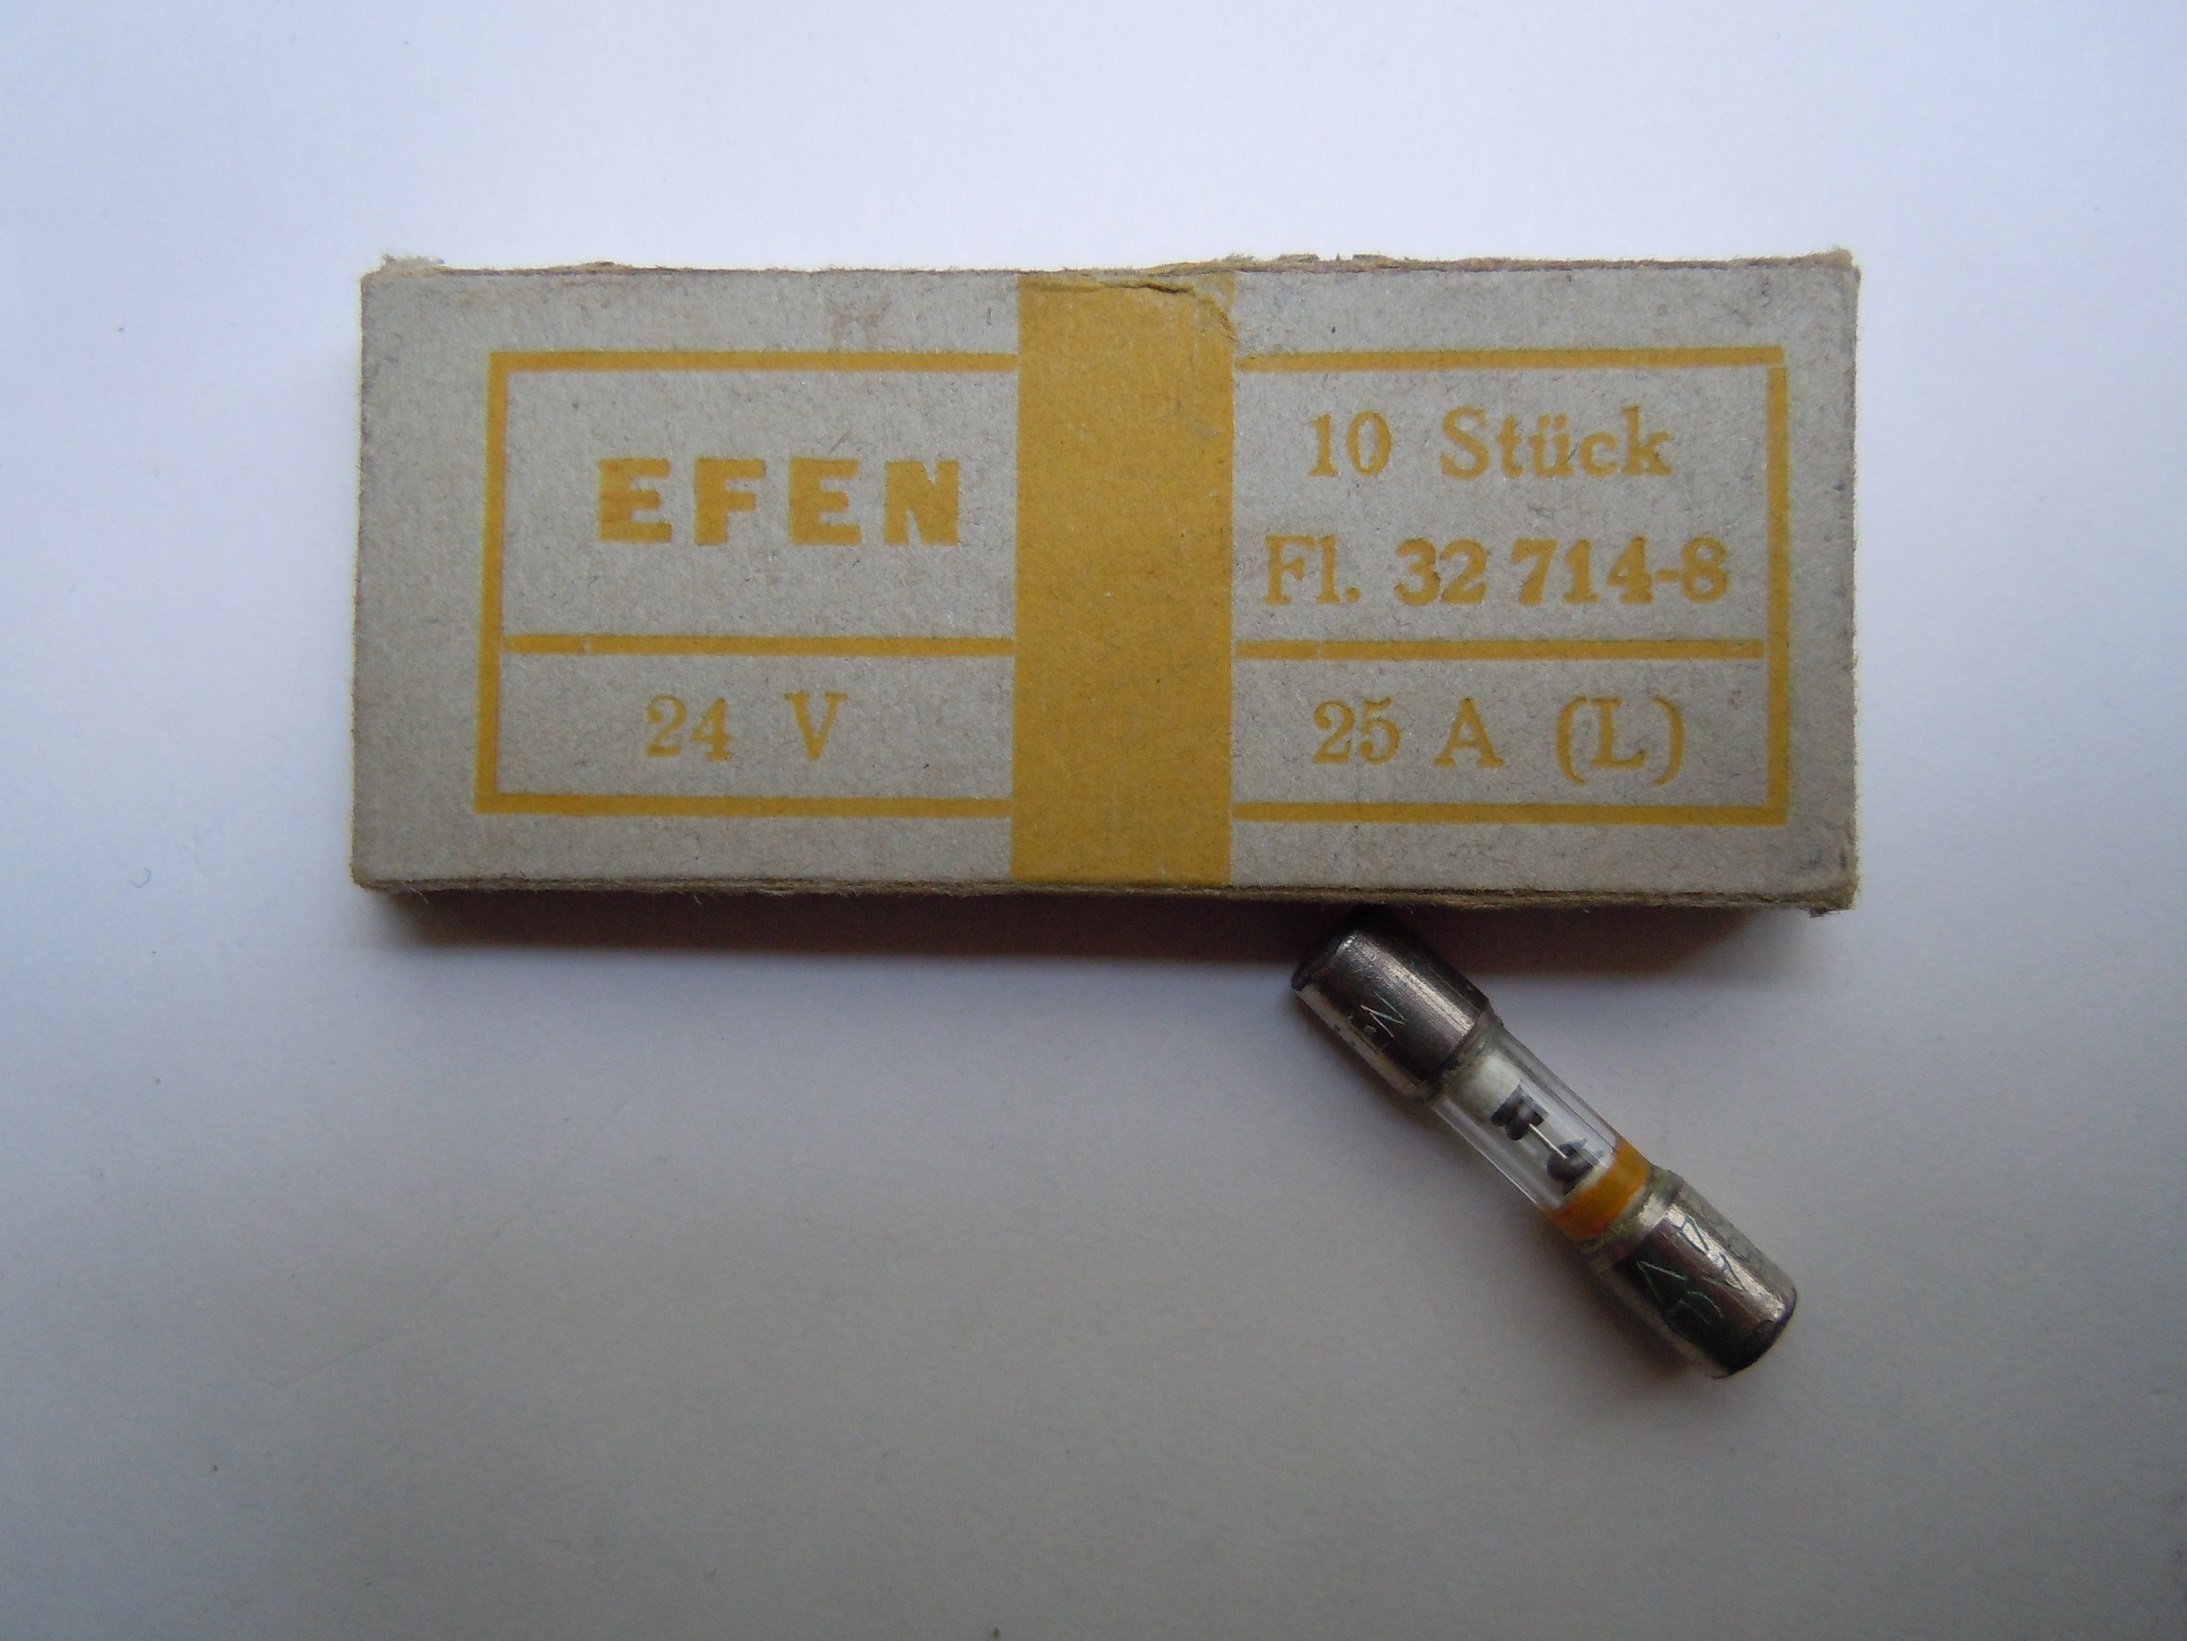 EFEN
10 Stück
Fl. 32 714-8
24 V
25 A (L)